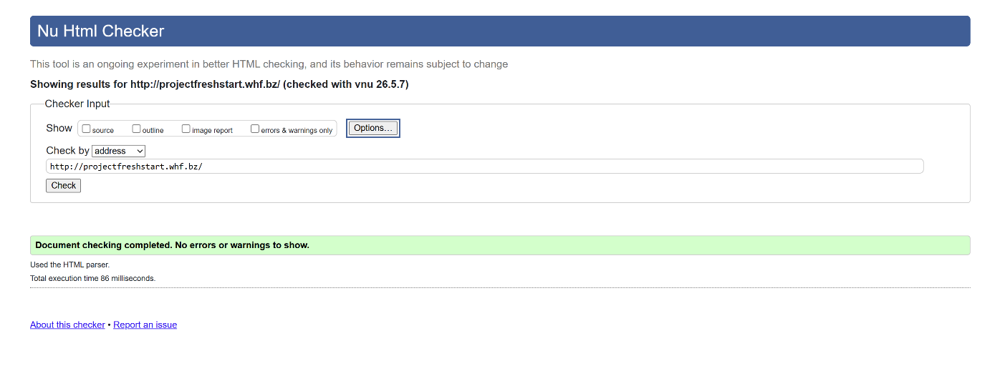 Nu Html Checker
This tool is an ongoing experiment in better HTML checking, and its behavior remains subject to change
Showing results for http://projectfreshstart.whf.bz/ (checked with vnu 26.5.7)
Checker Input
Show source outline image report errors & warnings only Options...
Check by address
http://projectfreshstart.whf.bz/
Check
Document checking completed. No errors or warnings to show.
Used the HTML parser.
Total execution time 86 milliseconds.
About this checker • Report an issue